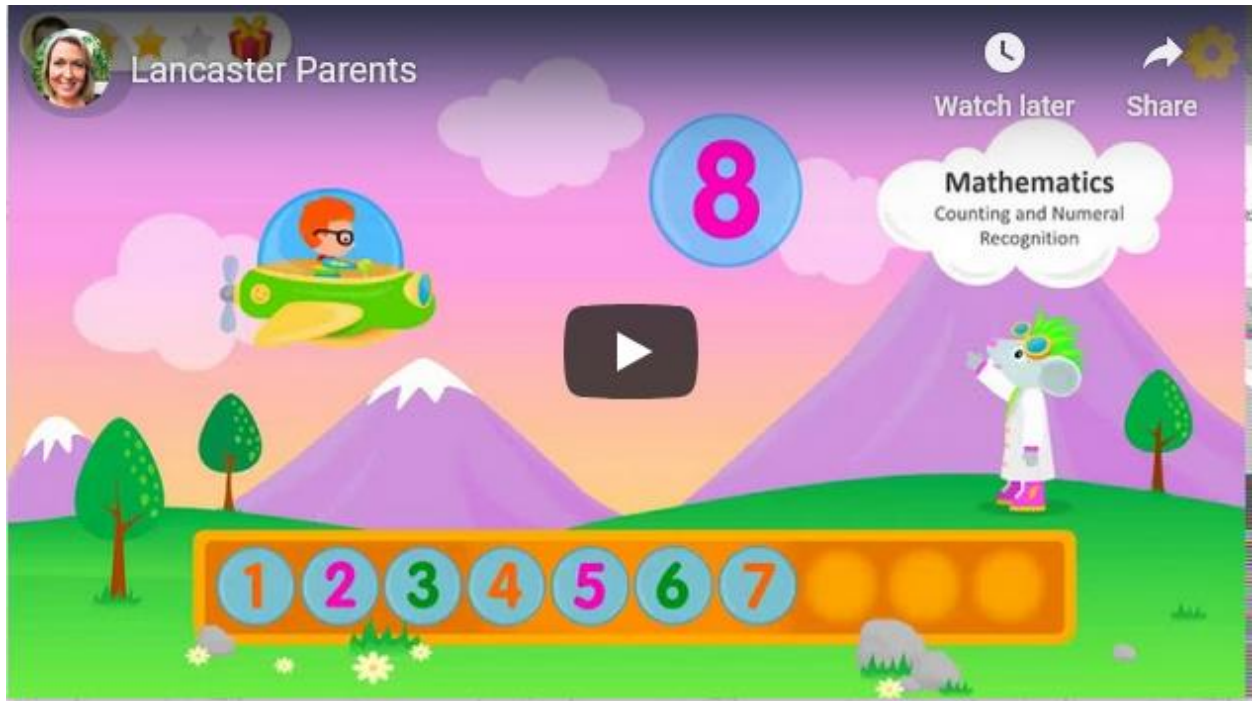 Lancaster Parents
Watch later
Share
8
Mathematics
Counting and Numeral
Recognition
1 2 3 4 5 6 7